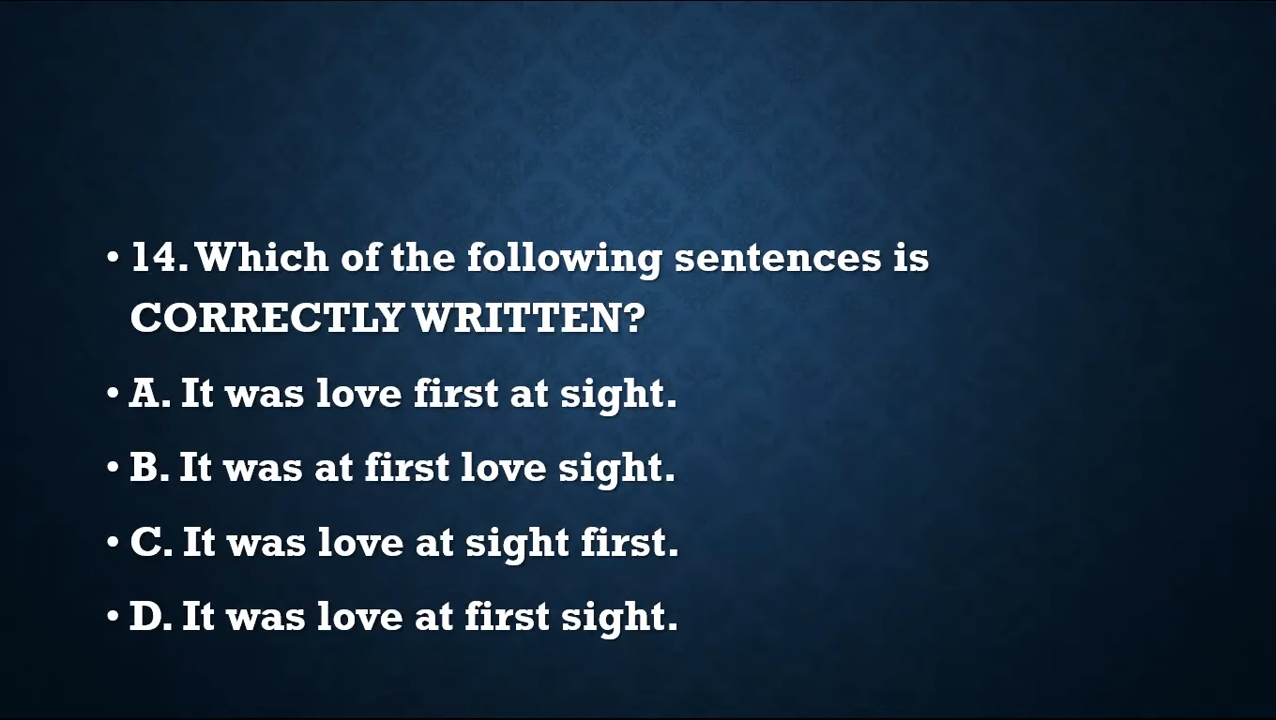 • 14. Which of the following sentences is
CORRECTLY WRITTEN?
• A. It was love first at sight.
• B. It was at first love sight.
• C. It was love at sight first.
• D. It was love at first sight.